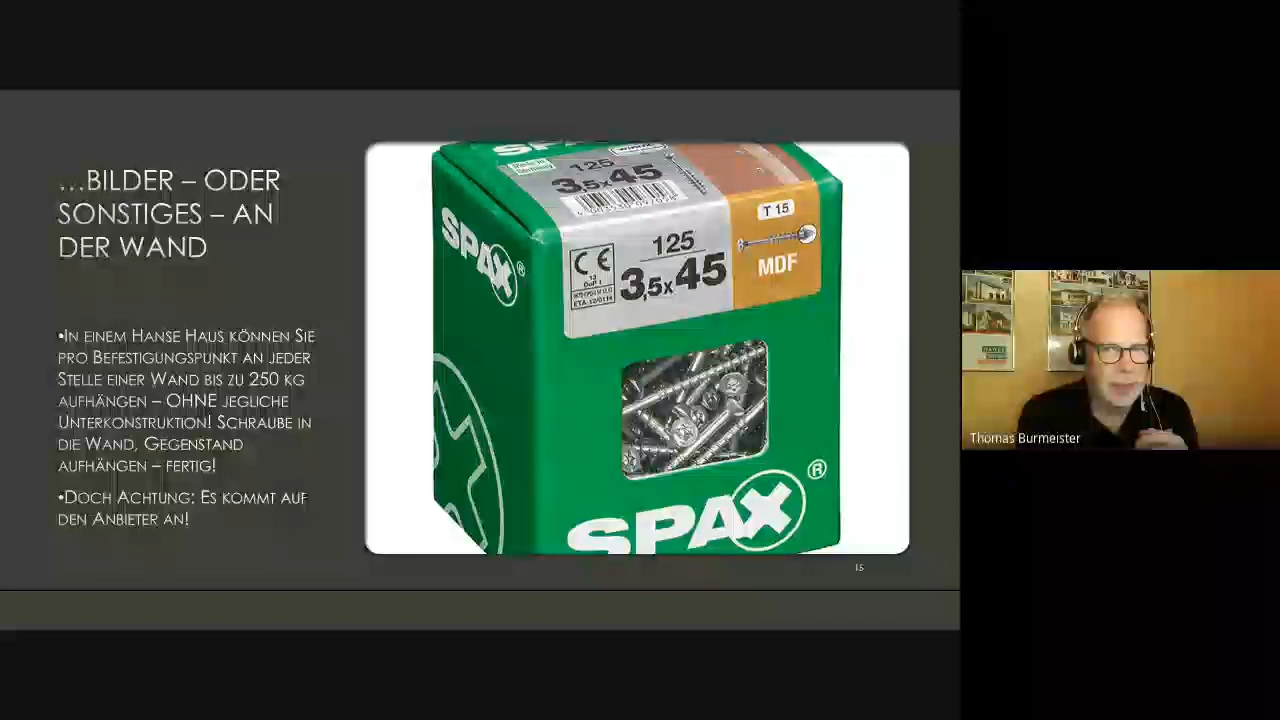 …BILDER – ODER
SONSTIGES – AN
DER WAND
•IN EINEM HANSE HAUS KÖNNEN SIE
PRO BEFESTIGUNGSPUNKT AN JEDER
STELLE EINER WAND BIS ZU 250 KG
AUFHÄNGEN – OHNE JEGLICHE
UNTERKONSTRUKTION! SCHRAUBE IN
DIE WAND, GEGENSTAND
AUFHÄNGEN – FERTIG!
•DOCH ACHTUNG: ES KOMMT AUF
DEN ANBIETER AN!
125
3,5x45
SPAX®
T 15
CE
125
3,5x45
MDF
SPAX®
15
Thomas Burmeister